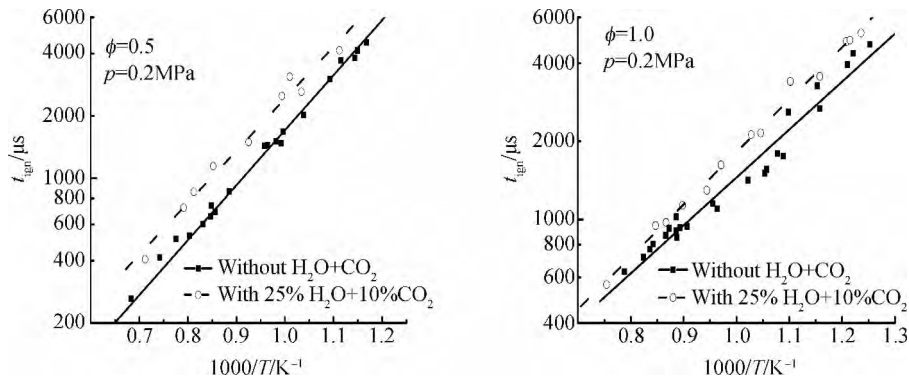 6000
4000
2000
1000
800
600
400
200
t_ign/μs
ϕ=0.5
p=0.2MPa
Without H₂O+CO₂
With 25% H₂O+10%CO₂
0.7 0.8 0.9 1.0 1.1 1.2
1000/T/K⁻¹
6000
4000
2000
1000
800
600
400
t_ign/μs
ϕ=1.0
p=0.2MPa
Without H₂O+CO₂
With 25% H₂O+10%CO₂
0.8 0.9 1.0 1.1 1.2 1.3
1000/T/K⁻¹